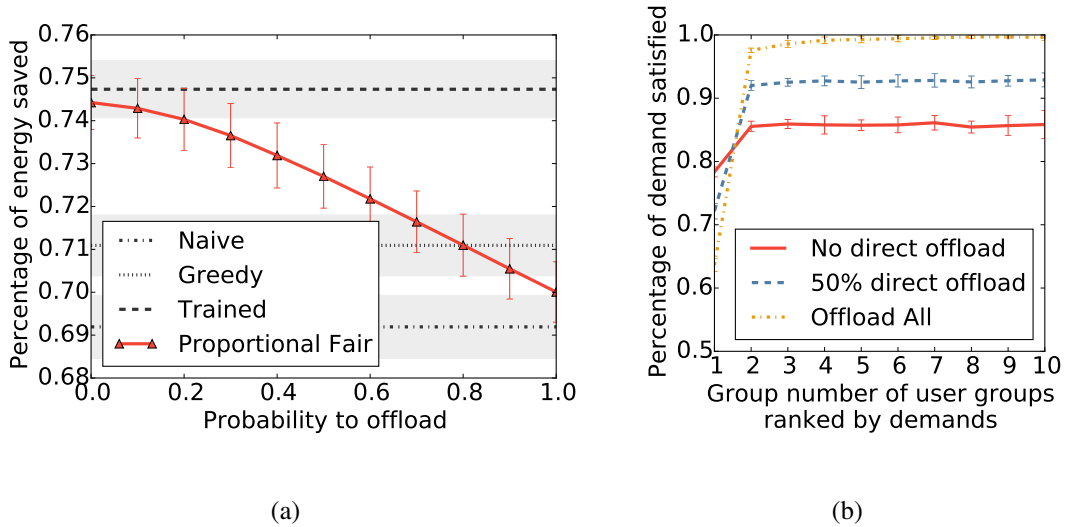 0.76
0.75
0.74
0.73
0.72
0.71
0.70
0.69
0.68
Percentage of energy saved
0.0 0.2 0.4 0.6 0.8 1.0
Probability to offload
Naive
Greedy
Trained
Proportional Fair
(a)
1.0
0.9
0.8
0.7
0.6
0.5
Percentage of demand satisfied
1 2 3 4 5 6 7 8 9 10
Group number of user groups
ranked by demands
No direct offload
50% direct offload
Offload All
(b)